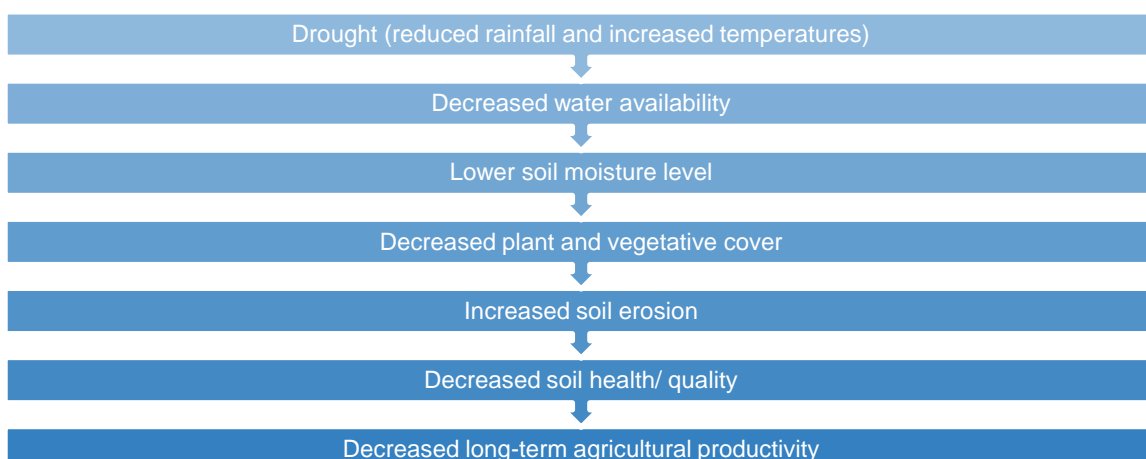 Drought (reduced rainfall and increased temperatures)
Decreased water availability
Lower soil moisture level
Decreased plant and vegetative cover
Increased soil erosion
Decreased soil health/ quality
Decreased long-term agricultural productivity